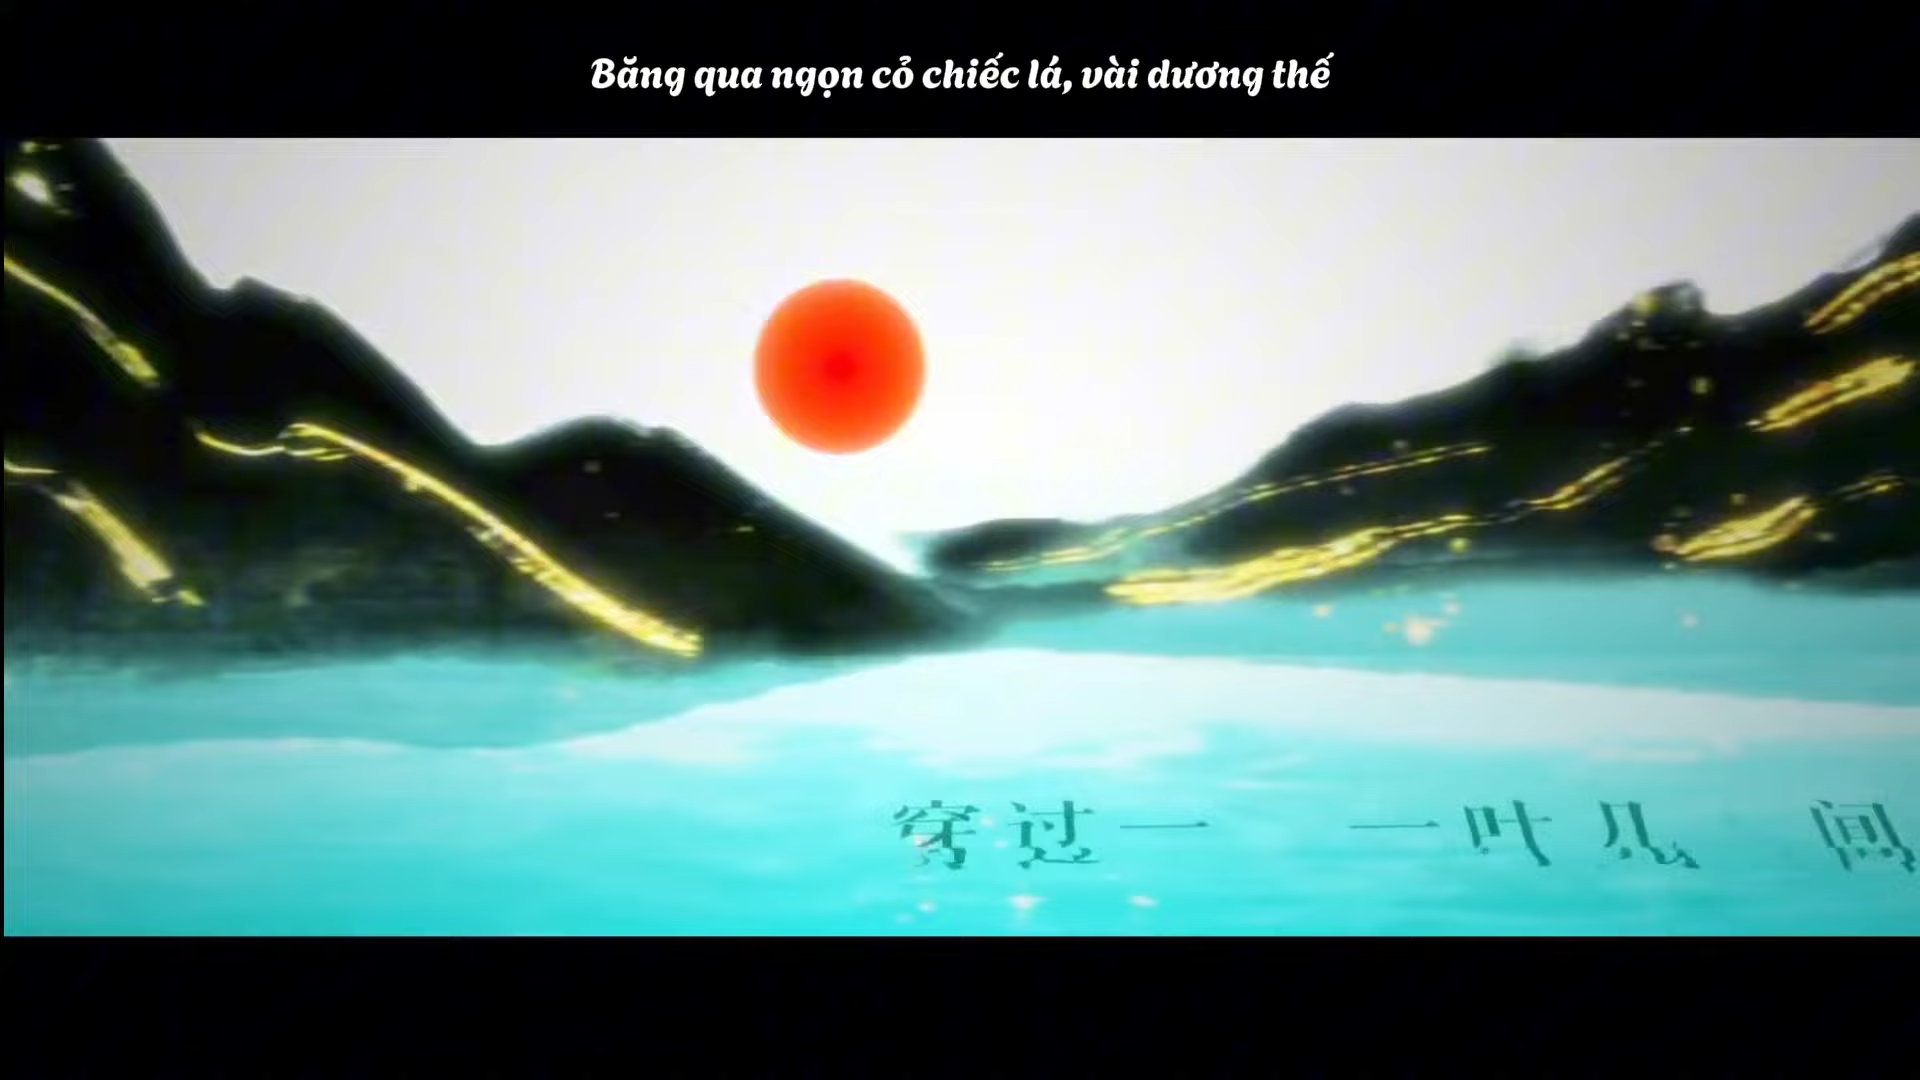 Băng qua ngọn cỏ chiếc lá, vài dương thế
穿过一 一叶几 间